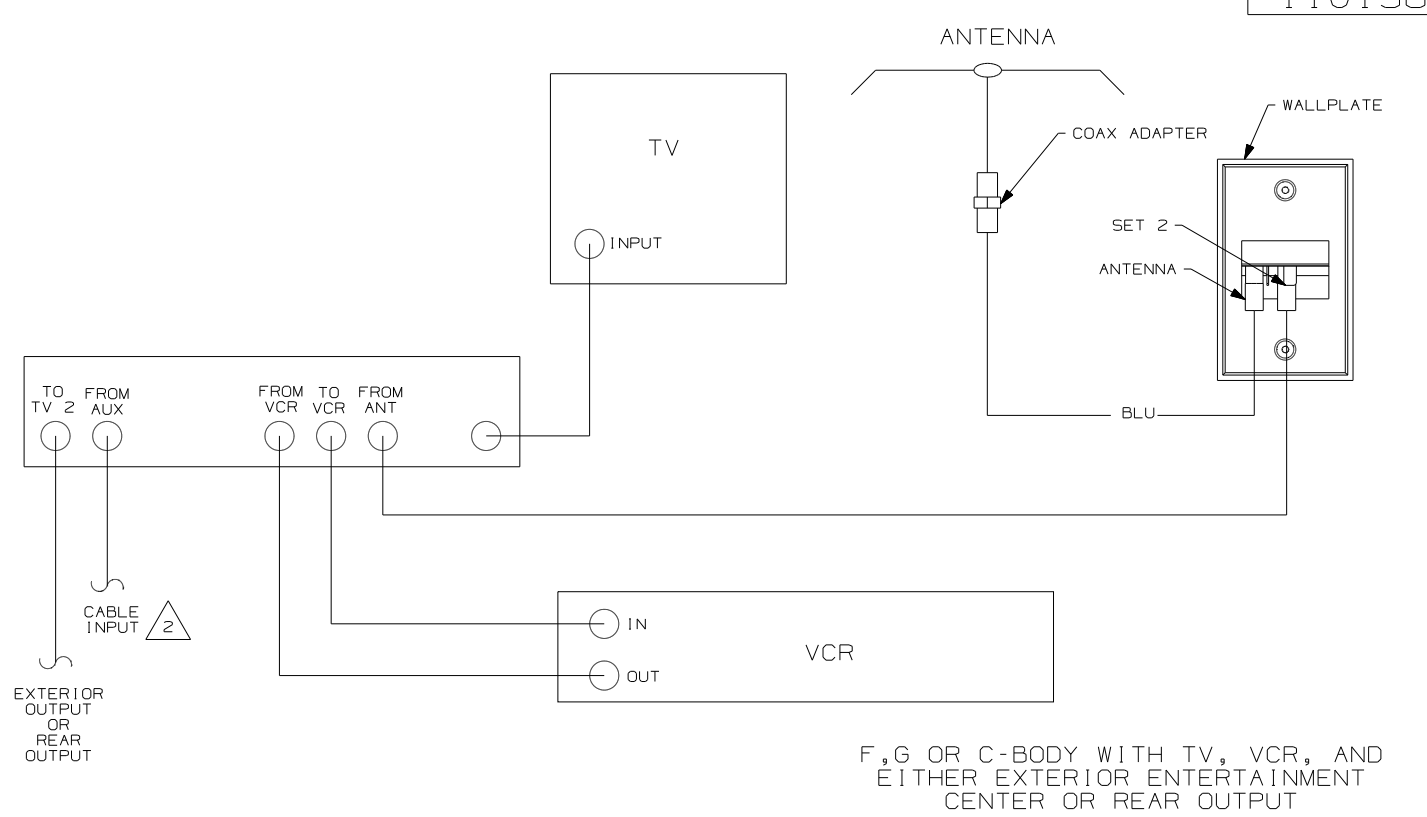 ANTENNA
WALLPLATE
COAX ADAPTER
TV
SET 2
INPUT
ANTENNA
TO
TV 2
FROM
AUX
FROM
VCR
TO
VCR
FROM
ANT
BLU
CABLE
INPUT
2
IN
VCR
OUT
EXTERIOR
OUTPUT
OR
REAR
OUTPUT
F,G OR C-BODY WITH TV, VCR, AND
EITHER EXTERIOR ENTERTAINMENT
CENTER OR REAR OUTPUT